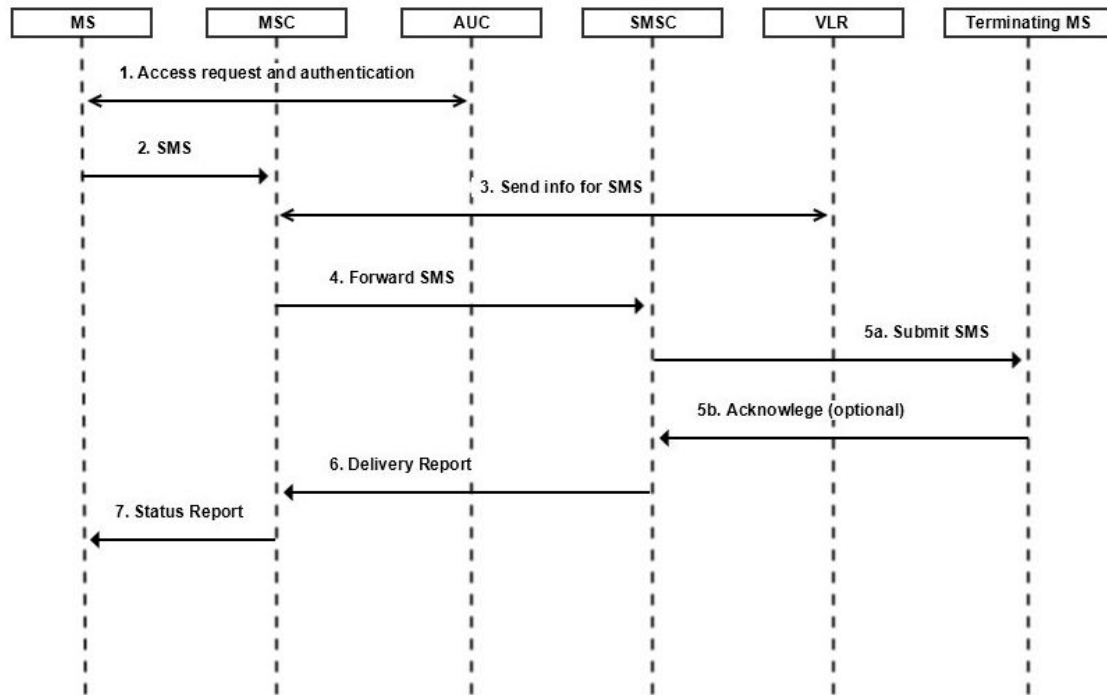 MS
MSC
AUC
SMSC
VLR
Terminating MS
1. Access request and authentication
2. SMS
3. Send info for SMS
4. Forward SMS
5a. Submit SMS
5b. Acknowlege (optional)
6. Delivery Report
7. Status Report